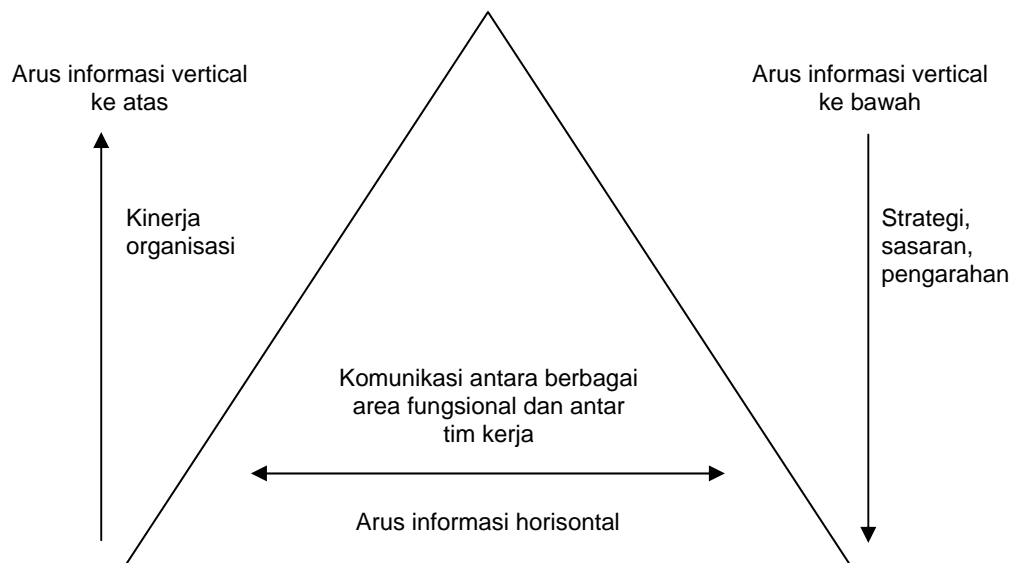 Arus informasi vertical
ke atas
Arus informasi vertical
ke bawah
Kinerja
organisasi
Strategi,
sasaran,
pengarahan
Komunikasi antara berbagai
area fungsional dan antar
tim kerja
Arus informasi horisontal